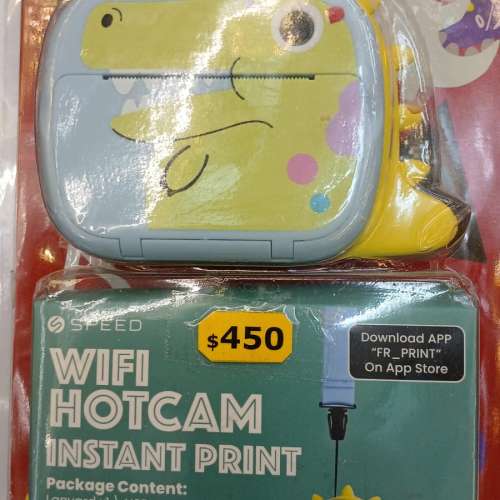 SPEED
$450
Download APP
"FR_PRINT"
On App Store
WIFI
HOTCAM
INSTANT PRINT
Package Content: